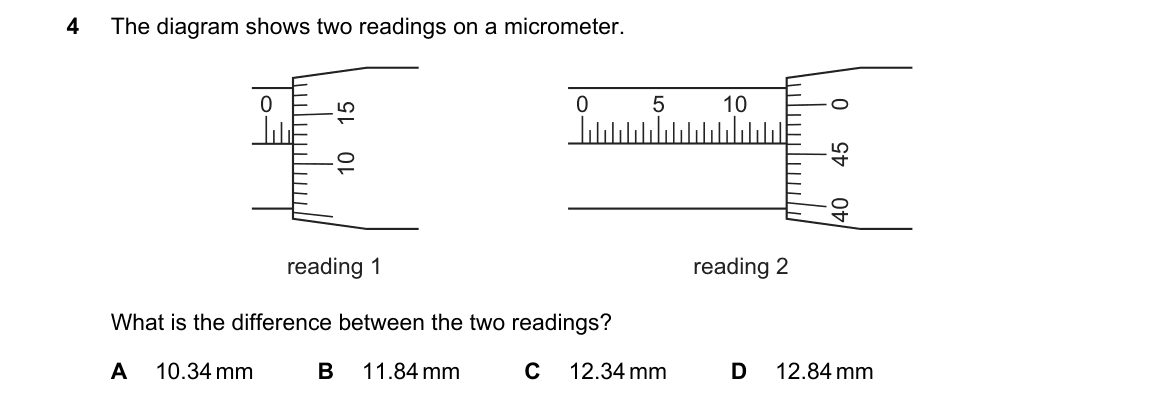 4 The diagram shows two readings on a micrometer.
0 15 10
0 5 10 0 45 40
reading 1 reading 2
What is the difference between the two readings?
A 10.34 mm B 11.84 mm C 12.34 mm D 12.84 mm